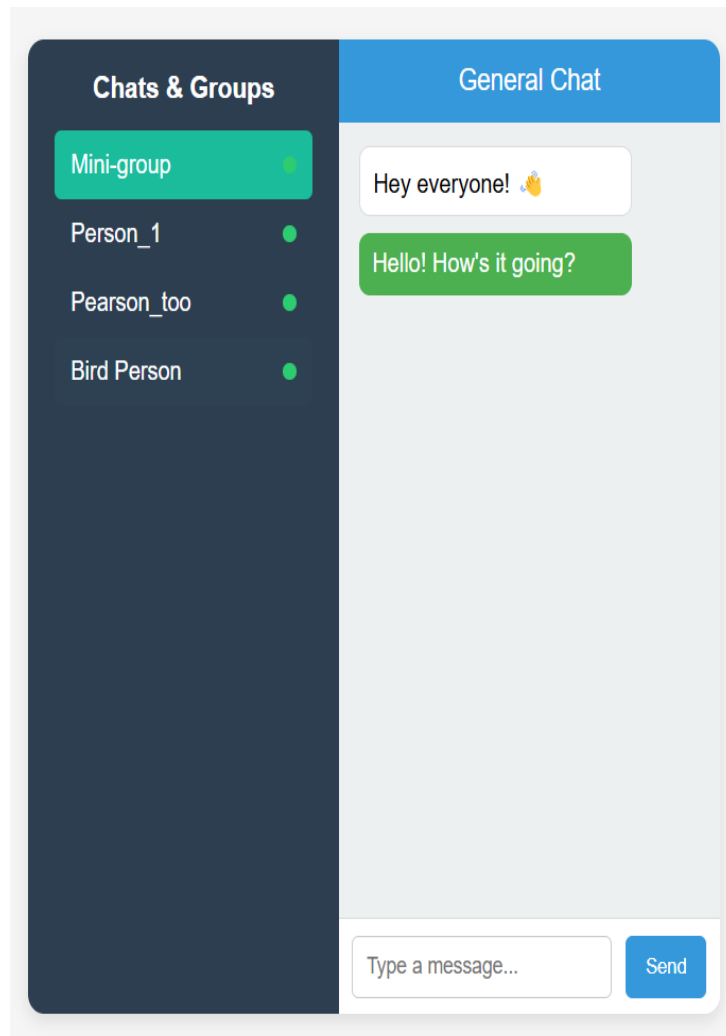 Chats & Groups
Mini-group
Person_1
Pearson_too
Bird Person
General Chat
Hey everyone! 👋
Hello! How's it going?
Type a message...
Send